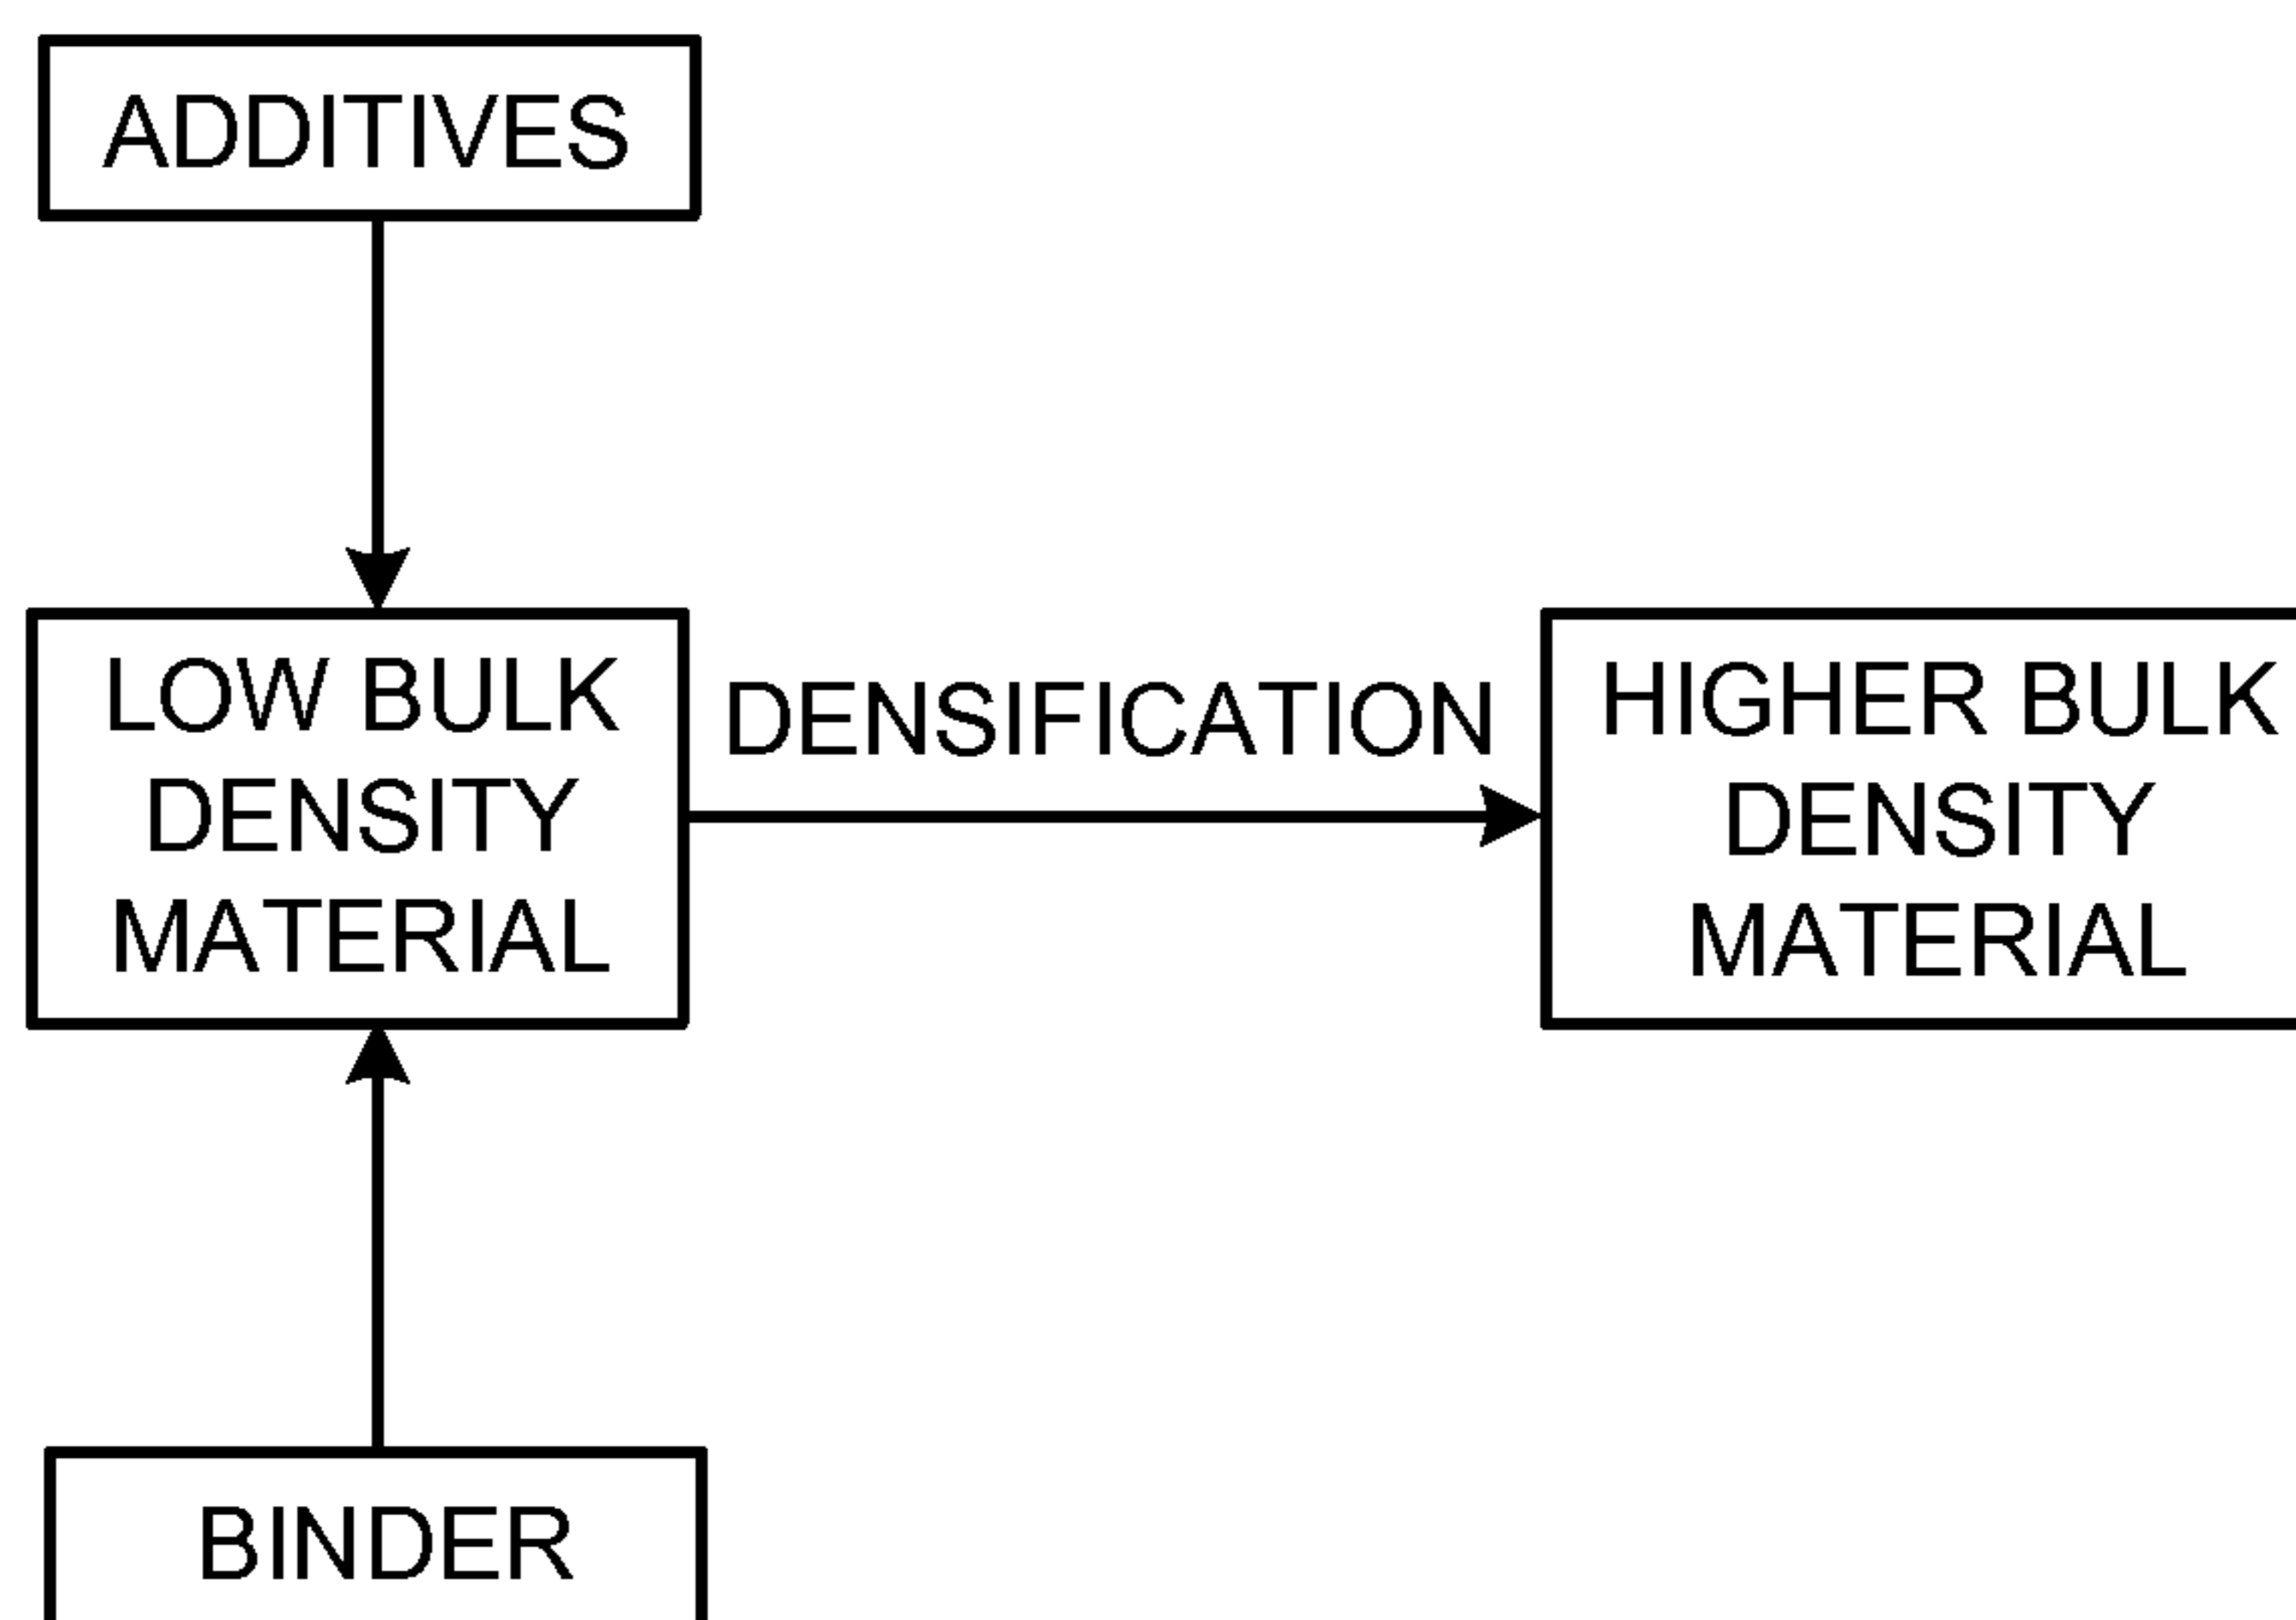 ADDITIVES
LOW BULK
DENSITY
MATERIAL
DENSIFICATION
HIGHER BULK
DENSITY
MATERIAL
BINDER